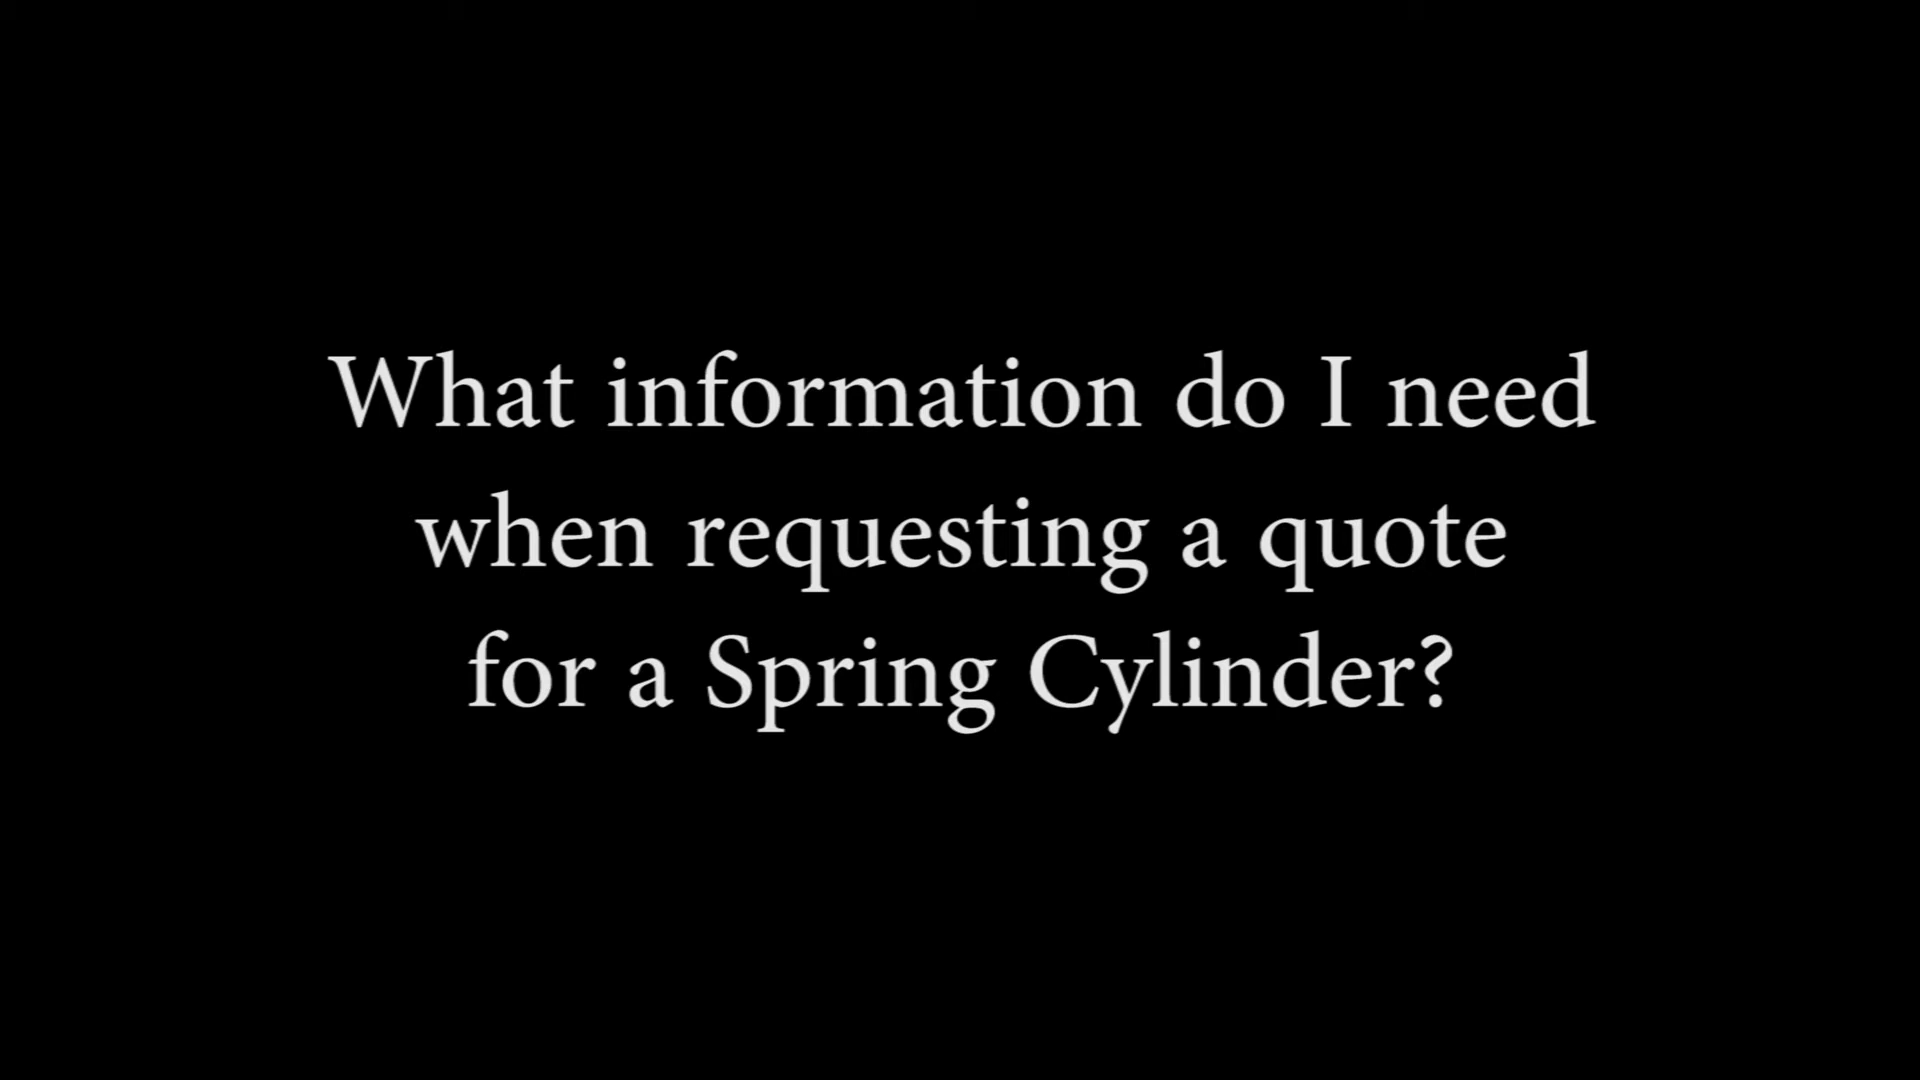 What information do I need
when requesting a quote
for a Spring Cylinder?